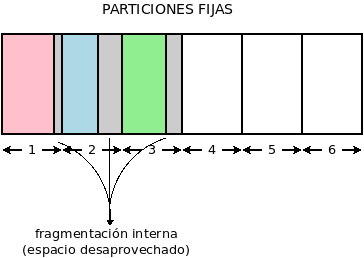 PARTICIONES FIJAS
1 2 3 4 5 6
fragmentación interna
(espacio desaprovechado)